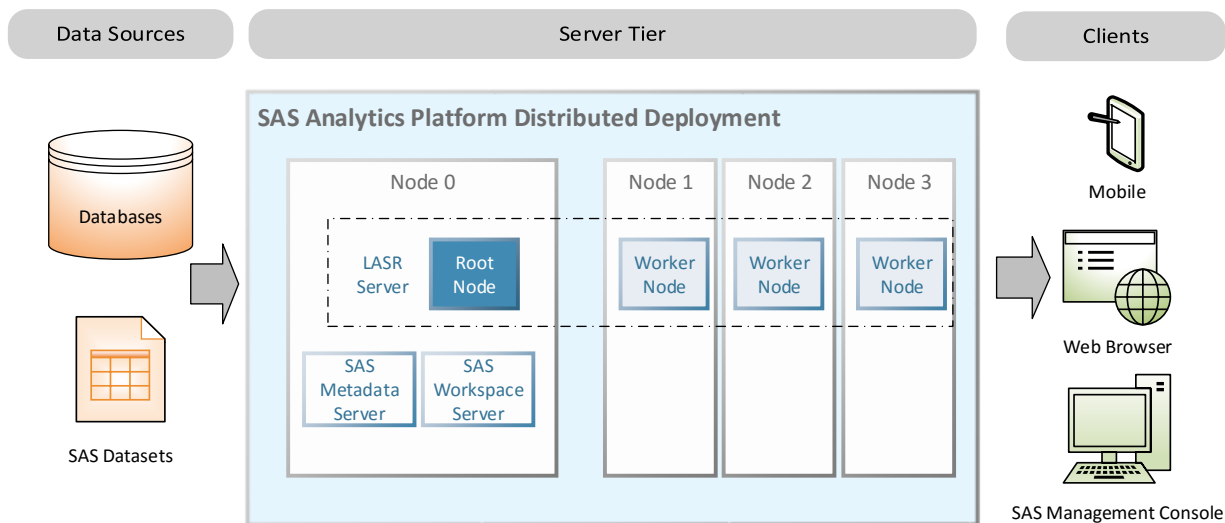 Data Sources
Server Tier
Clients
SAS Analytics Platform Distributed Deployment
Databases
SAS Datasets
Node 0
Node 1
Node 2
Node 3
LASR
Server
Root
Node
Worker
Node
Worker
Node
Worker
Node
SAS
Metadata
Server
SAS
Workspace
Server
Mobile
Web Browser
SAS Management Console